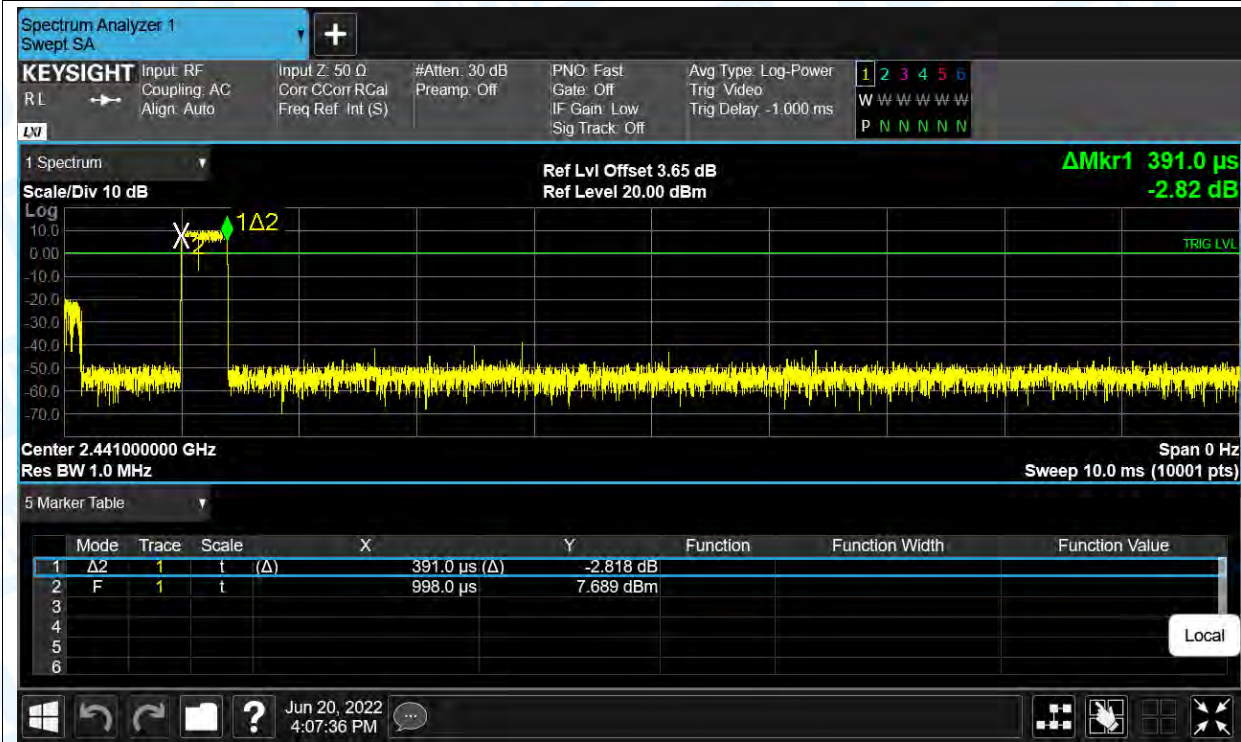 Spectrum Analyzer 1
Swept SA
+
KEYSIGHT Input: RF Input Z: 50 Ω #Atten: 30 dB PNO: Fast Avg Type: Log-Power 1 2 3 4 5 6
R L Coupling: AC Corr CCorr RCal Preamp: Off Gate: Off Trig: Video W W W W W W
Align: Auto Freq Ref: Int (S) IF Gain: Low Trig Delay: -1.000 ms P N N N N N
LXI Sig Track: Off
1 Spectrum
Ref Lvl Offset 3.65 dB ΔMkr1 391.0 µs
Scale/Div 10 dB Ref Level 20.00 dBm -2.82 dB
Log
1Δ2
10.0
X 2
TRIG LVL
0.00
-10.0
-20.0
-30.0
-40.0
-50.0
-60.0
-70.0
Center 2.441000000 GHz Span 0 Hz
Res BW 1.0 MHz Sweep 10.0 ms (10001 pts)
5 Marker Table
Mode Trace Scale X Y Function Function Width Function Value
1 Δ2 1 t (Δ) 391.0 µs (Δ) -2.818 dB
2 F 1 t 998.0 µs 7.689 dBm
3
4
5
6
Local
? Jun 20, 2022
4:07:36 PM